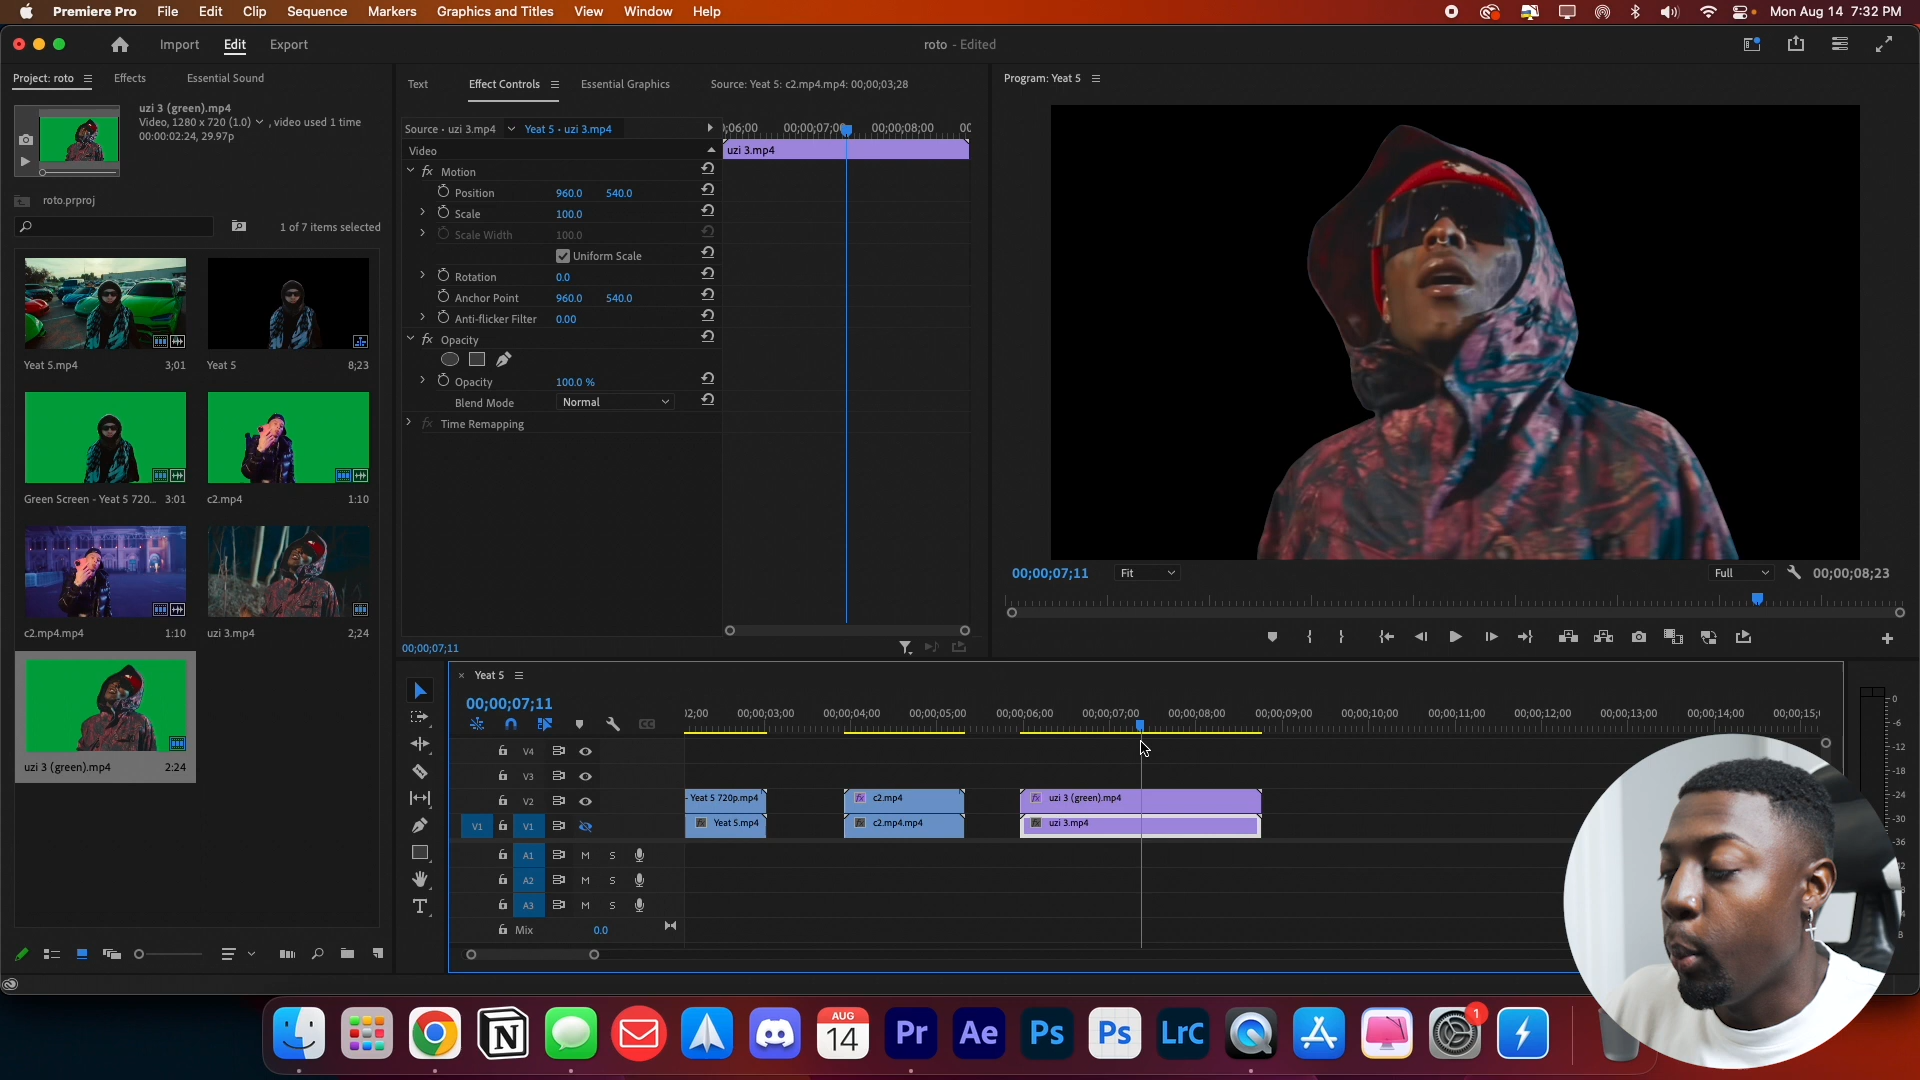 Premiere Pro File Edit Clip Sequence Markers Graphics and Titles View Window Help Mon Aug 14 7:32 PM
Import Edit Export roto - Edited
Project: roto Effects Essential Sound
uzi 3 (green).mp4
Video, 1280 x 720 (1.0) , video used 1 time
00:00:02:24, 29.97p
roto.prproj
1 of 7 items selected
Yeat 5.mp4 3;01 Yeat 5 8;23
Green Screen - Yeat 5 720... 3:01 c2.mp4 1:10
c2.mp4.mp4 1:10 uzi 3.mp4 2;24
uzi 3 (green).mp4 2:24
Text Effect Controls Essential Graphics Source: Yeat 5: c2.mp4.mp4: 00;00;03;28
Source · uzi 3.mp4 Yeat 5 · uzi 3.mp4
00;00;08;00
Video uzi 3.mp4
fx Motion
Position 960.0 540.0
Scale 100.0
Scale Width 100.0
Uniform Scale
Rotation 0.0
Anchor Point 960.0 540.0
Anti-flicker Filter 0.00
fx Opacity
Opacity 100.0 %
Blend Mode Normal
fx Time Remapping
00;00;07;11
Program: Yeat 5
00;00;07;11 Fit Full 00;00;08;23
Yeat 5
00;00;07;11
;02;00 00;00;03;00 00;00;04;00 00;00;05;00 00;00;06;00 00;00;07;00 00;00;08;00 00;00;09;00 00;00;10;00 00;00;11;00 00;00;12;00 00;00;13;00 00;00;14;00 00;00;15;
V4
V3
V2 - Yeat 5 720p.mp4 fx c2.mp4 fx uzi 3 (green).mp4
V1 V1 fx Yeat 5.mp4 fx c2.mp4.mp4 fx uzi 3.mp4
A1 M S
A2 M S
A3 M S
Mix 0.0
0
-6
-12
-18
-24
-30
AUG
14
Pr Ae Ps Ps LrC
1